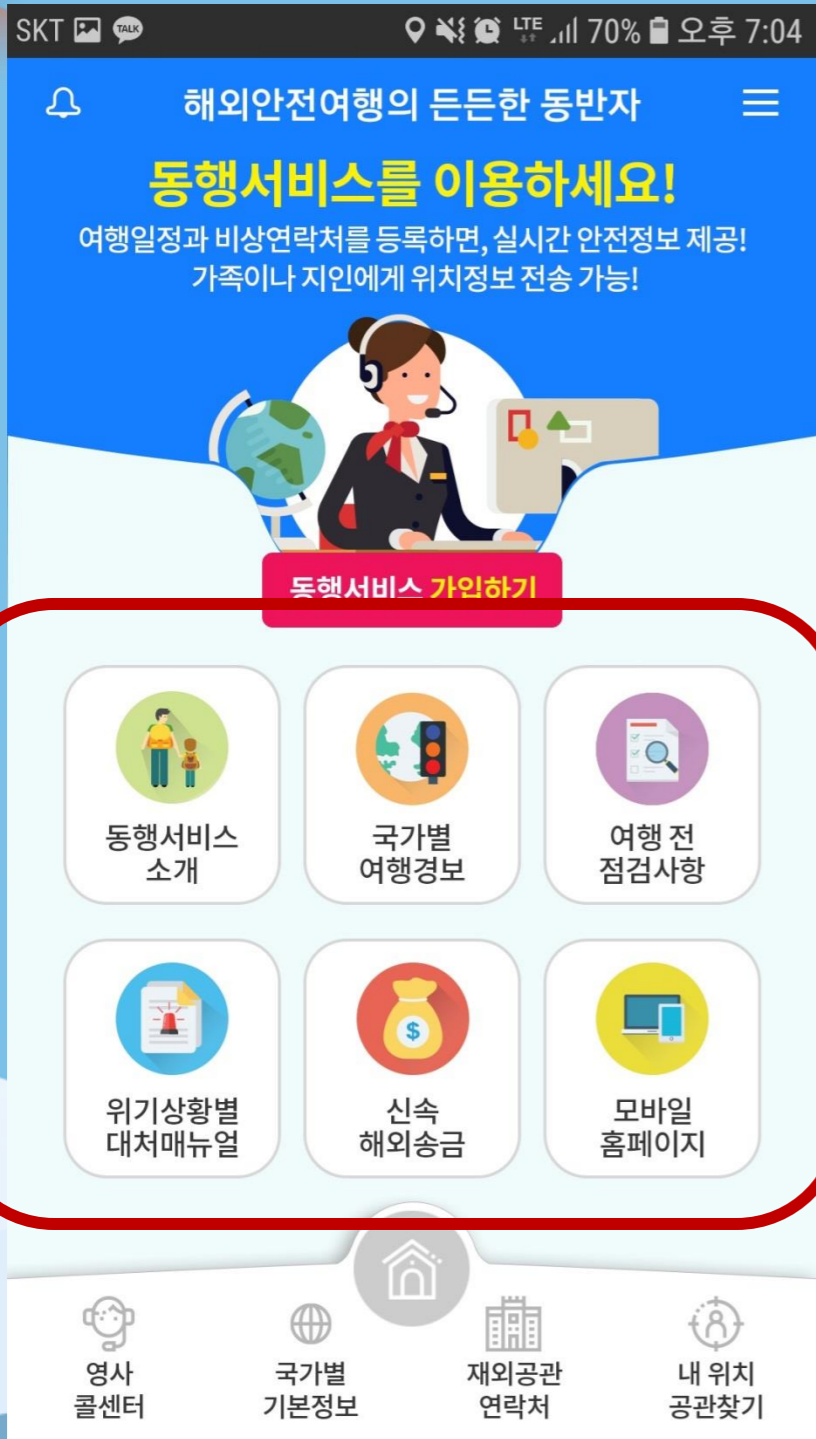 SKT TALK LTE 70% 오후 7:04
해외안전여행의 든든한 동반자
동행서비스를 이용하세요!
여행일정과 비상연락처를 등록하면, 실시간 안전정보 제공!
가족이나 지인에게 위치정보 전송 가능!
동행서비스 가입하기
동행서비스
소개
국가별
여행경보
여행 전
점검사항
위기상황별
대처매뉴얼
$
신속
해외송금
모바일
홈페이지
영사
콜센터
국가별
기본정보
재외공관
연락처
내 위치
공관찾기